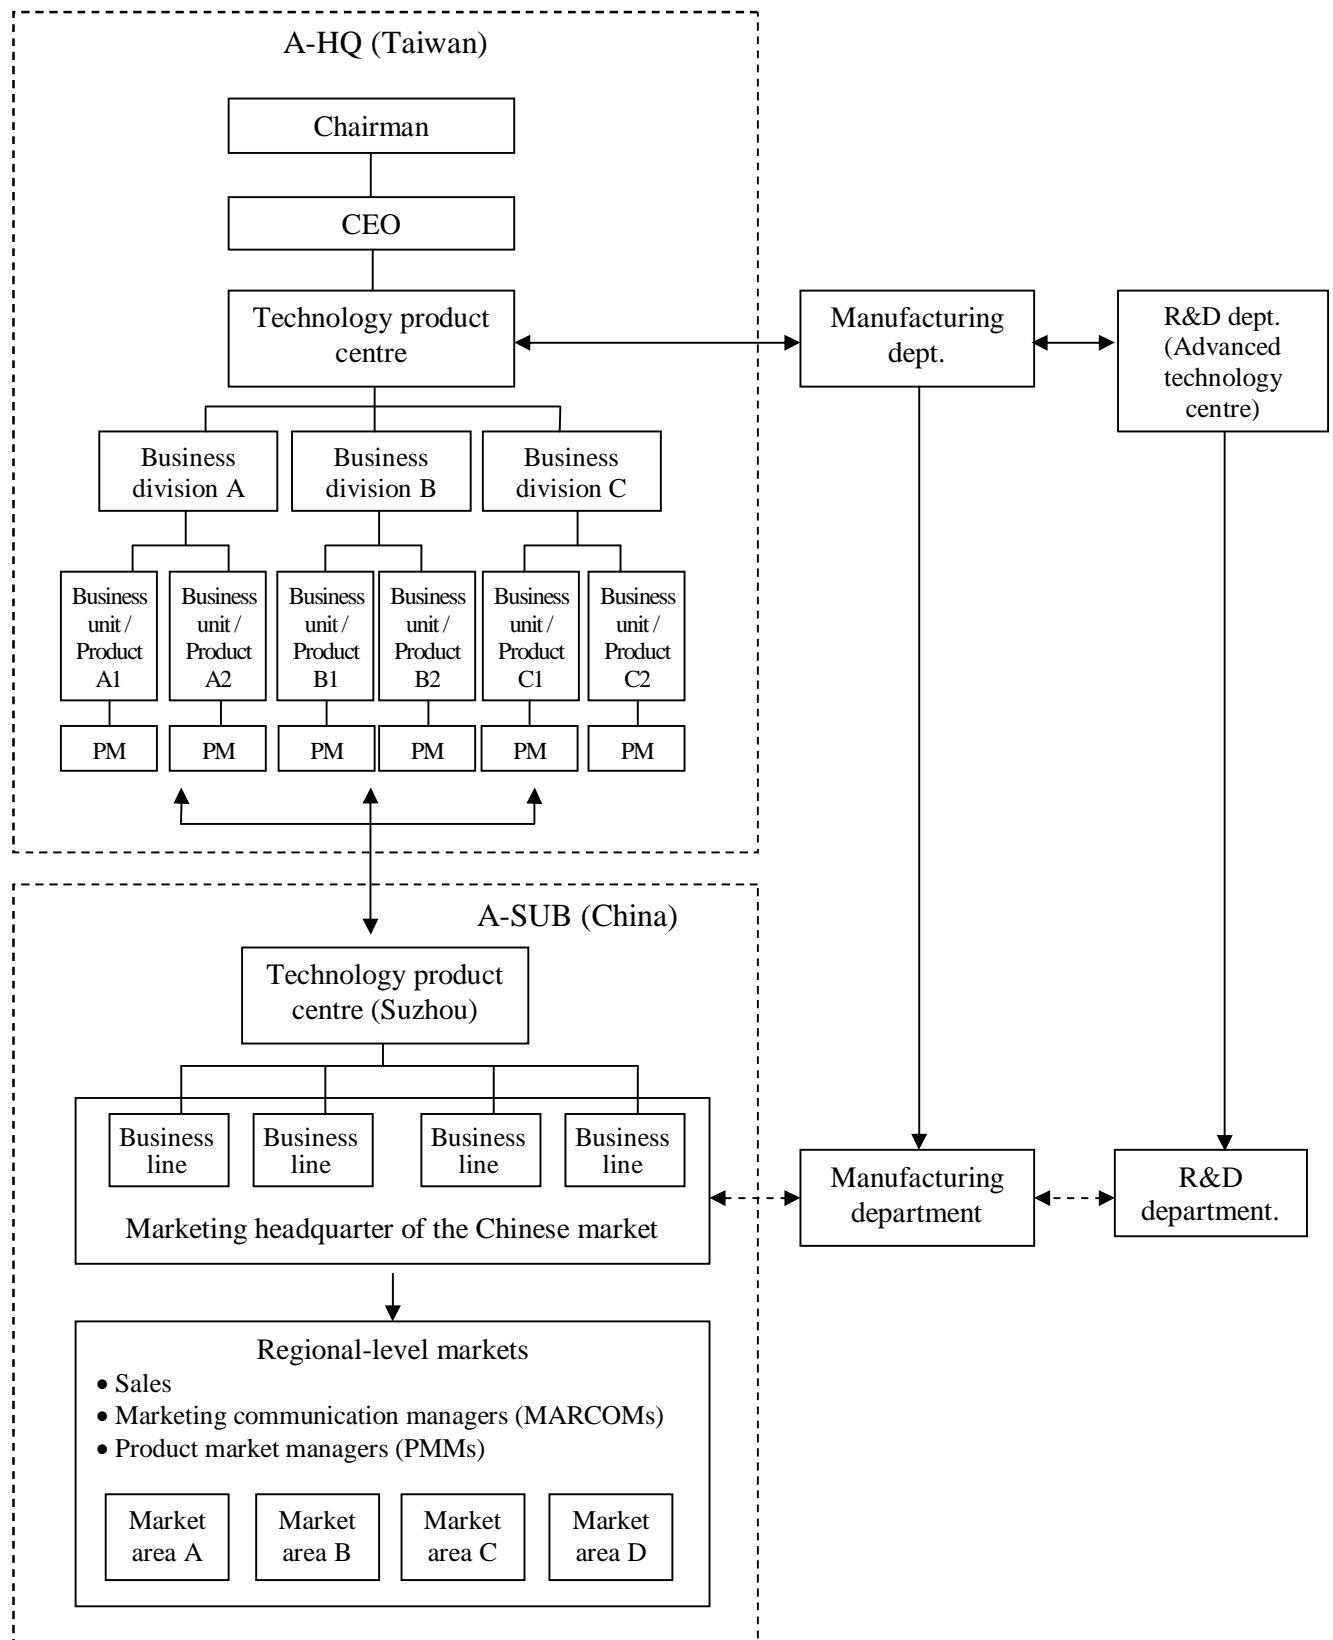 A-HQ (Taiwan)
Chairman
CEO
Technology product
centre
Manufacturing
dept.
R&D dept.
(Advanced
technology
centre)
Business
division A
Business
division B
Business
division C
Business
unit /
Product
A1
Business
unit /
Product
A2
Business
unit /
Product
B1
Business
unit /
Product
B2
Business
unit /
Product
C1
Business
unit /
Product
C2
PM
PM
PM
PM
PM
PM
A-SUB (China)
Technology product
centre (Suzhou)
Business
line
Business
line
Business
line
Business
line
Marketing headquarter of the Chinese market
Manufacturing
department
R&D
department.
Regional-level markets
• Sales
• Marketing communication managers (MARCOMs)
• Product market managers (PMMs)
Market
area A
Market
area B
Market
area C
Market
area D